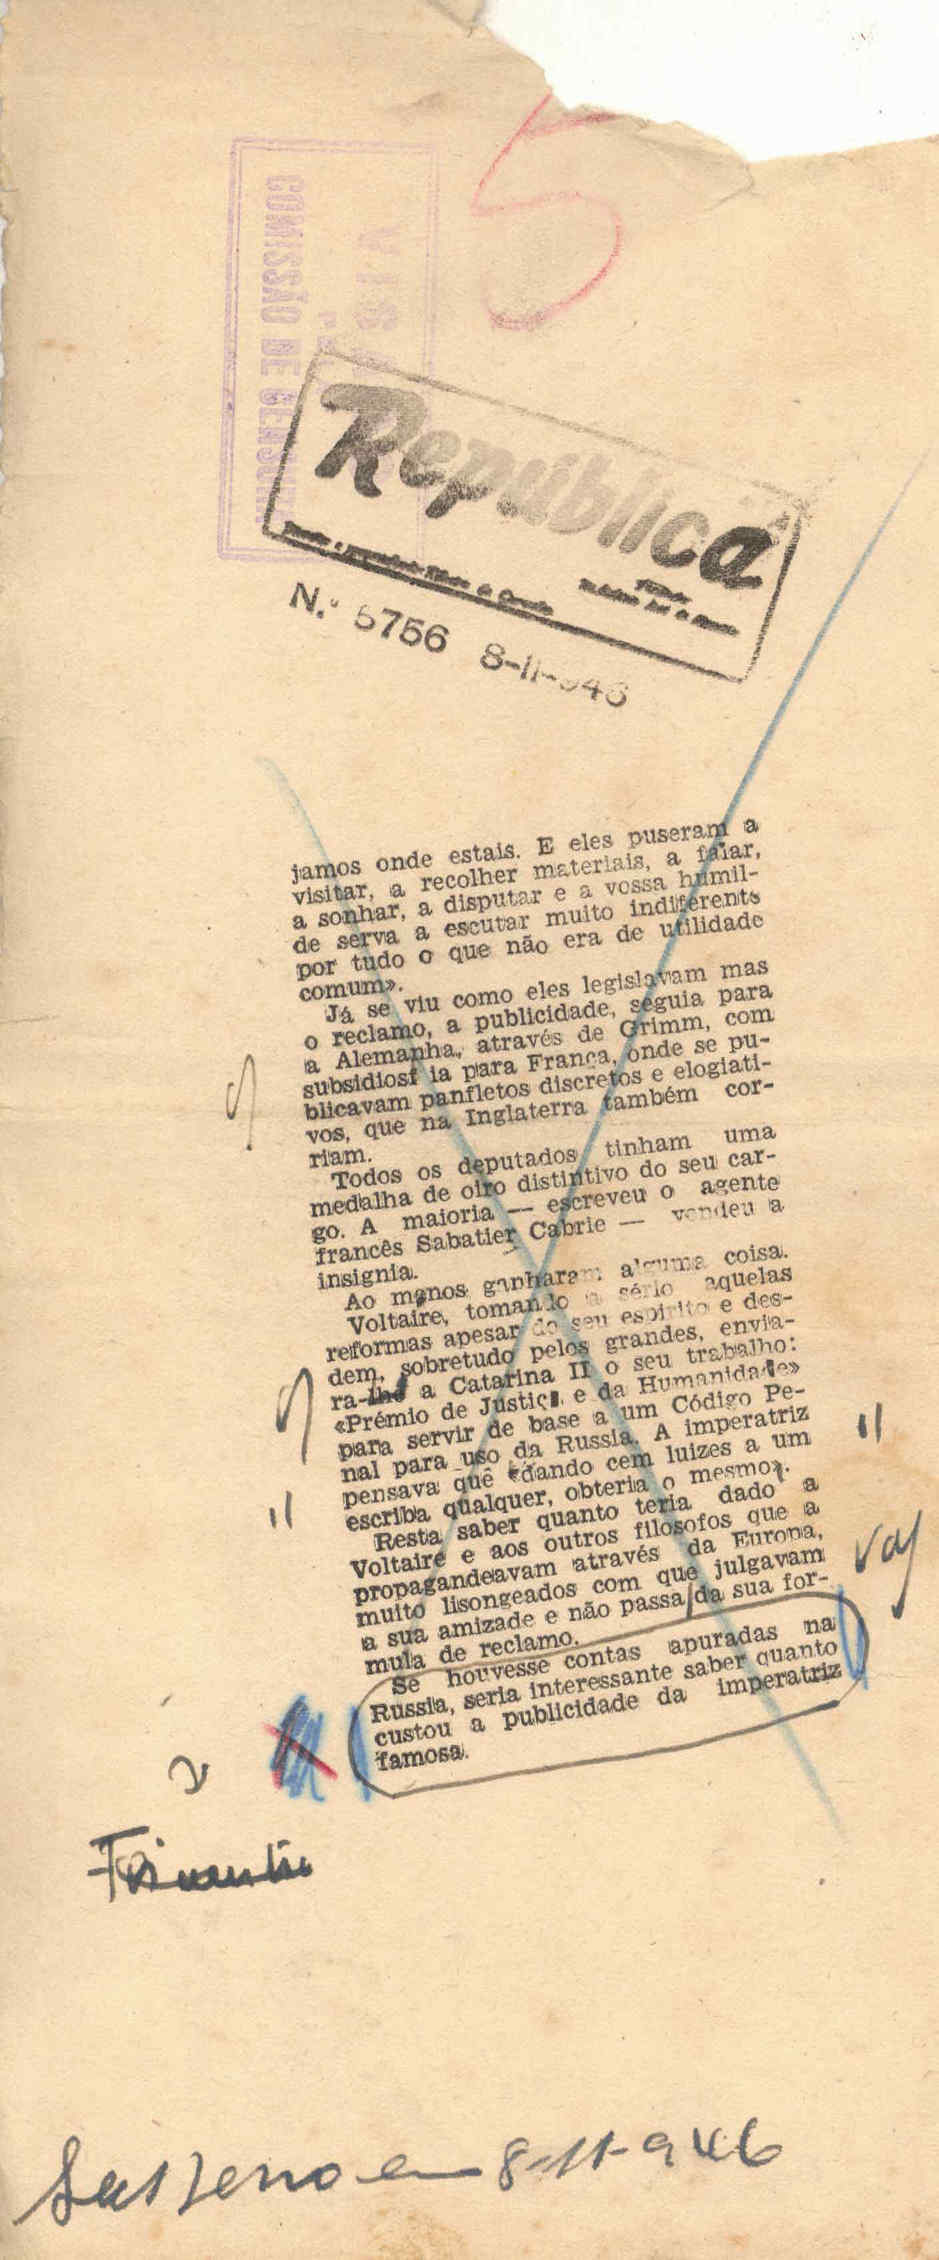 5
VISA
COMISSÃO DE CENSURA
República
N.º 5756 8-11-946
jamos onde estais. E eles puseram a
visitar, a recolher materiais, a falar,
a sonhar, a disputar e a vossa humil-
de serva a escutar muito indiferente
por tudo o que não era de utilidade
comum».
Já se viu como eles legislavam mas
o reclamo, a publicidade, seguia para
a Alemanha, através de Grimm, com
subsidiosf ia para França, onde se pu-
blicavam panfletos discretos e elogiati-
vos, que na Inglaterra também cor-
riam.
Todos os deputados tinham uma
medalha de oiro distintivo do seu car-
go. A maioria — escreveu o agente
francês Sabatier Cabrie — vendeu a
insignia.
Ao menos ganharam alguma coisa.
Voltaire, tomando a sério aquelas
reformas apesar do seu espirito e des-
dem, sobretudo pelos grandes, envia-
ra-lhe a Catarina II o seu trabalho:
«Prémio de Justiça e da Humanidade»
para servir de base a um Código Pe-
nal para uso da Russia. A imperatriz
pensava quê «dando cem luizes a um
escriba qualquer, obteria o mesmo».
Resta saber quanto teria dado a
Voltaire e aos outros filosofos que a
propagandeavam através da Europa,
muito lisongeados com que julgavam
a sua amizade e não passa da sua for-
mula de reclamo.
Se houvesse contas apuradas na
Russia, seria interessante saber quanto
custou a publicidade da imperatriz
famosa.
8-11-946